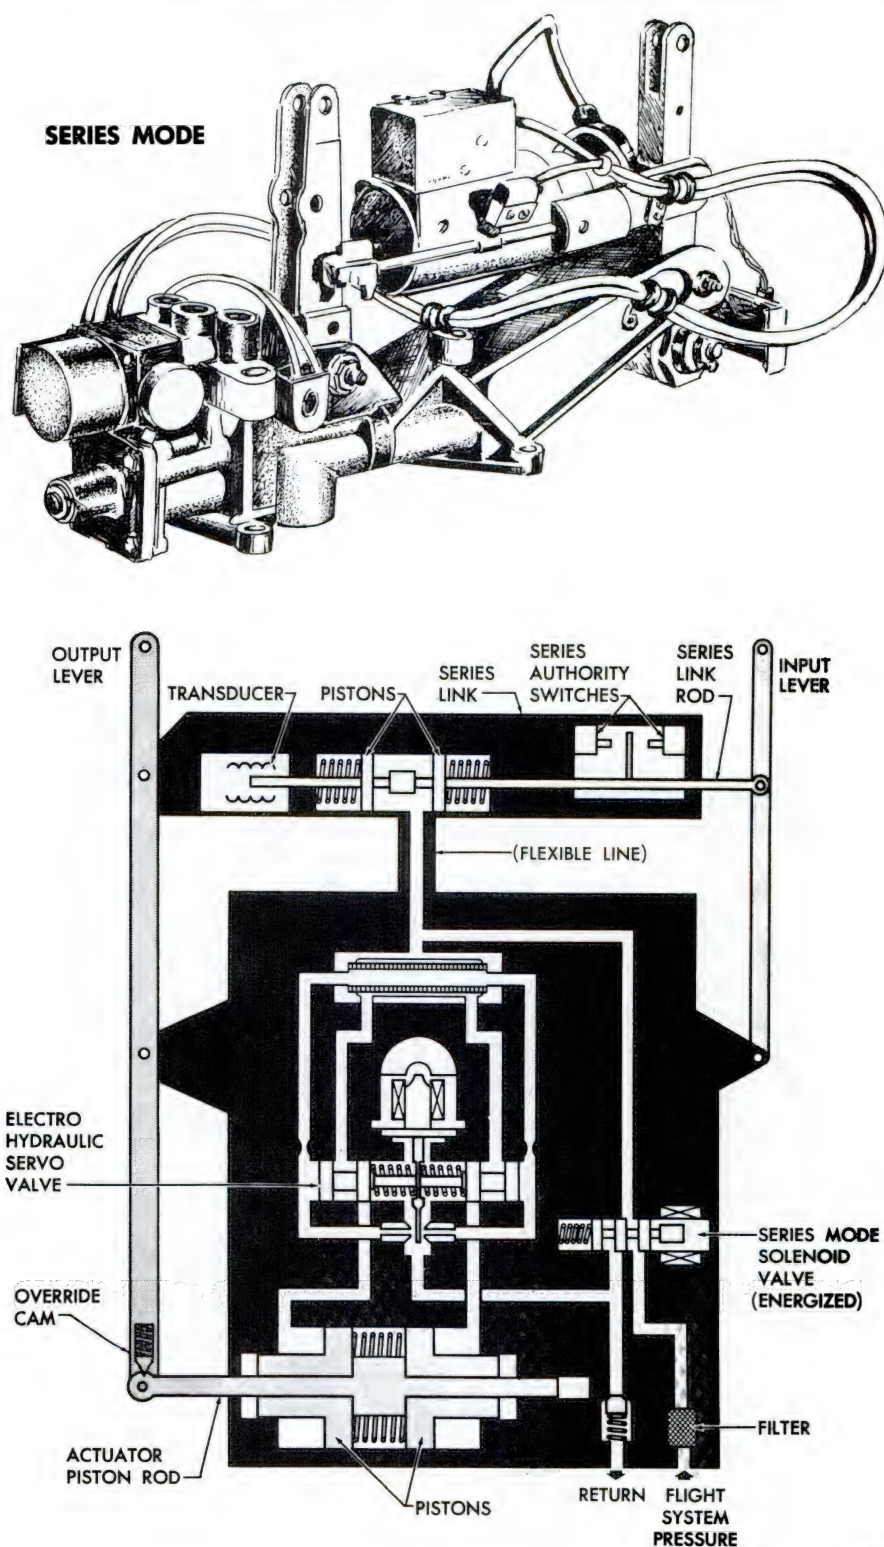 SERIES MODE
OUTPUT
LEVER
TRANSDUCER
PISTONS
SERIES
LINK
SERIES
AUTHORITY
SWITCHES
SERIES
LINK
ROD
INPUT
LEVER
(FLEXIBLE LINE)
ELECTRO
HYDRAULIC
SERVO
VALVE
SERIES MODE
SOLENOID
VALVE
(ENERGIZED)
OVERRIDE
CAM
FILTER
ACTUATOR
PISTON ROD
PISTONS
RETURN
FLIGHT
SYSTEM
PRESSURE